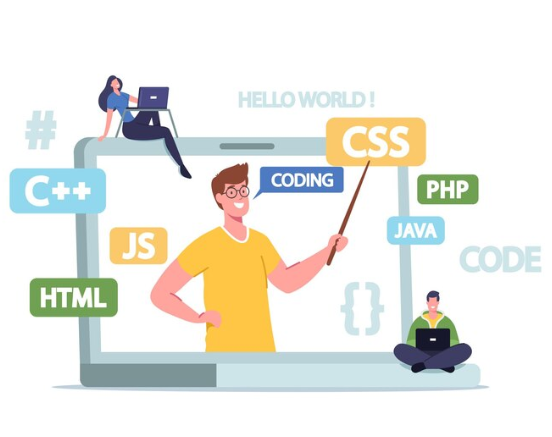 HELLO WORLD !
#
CSS
C++
CODING
PHP
JS
JAVA
CODE
HTML
{}